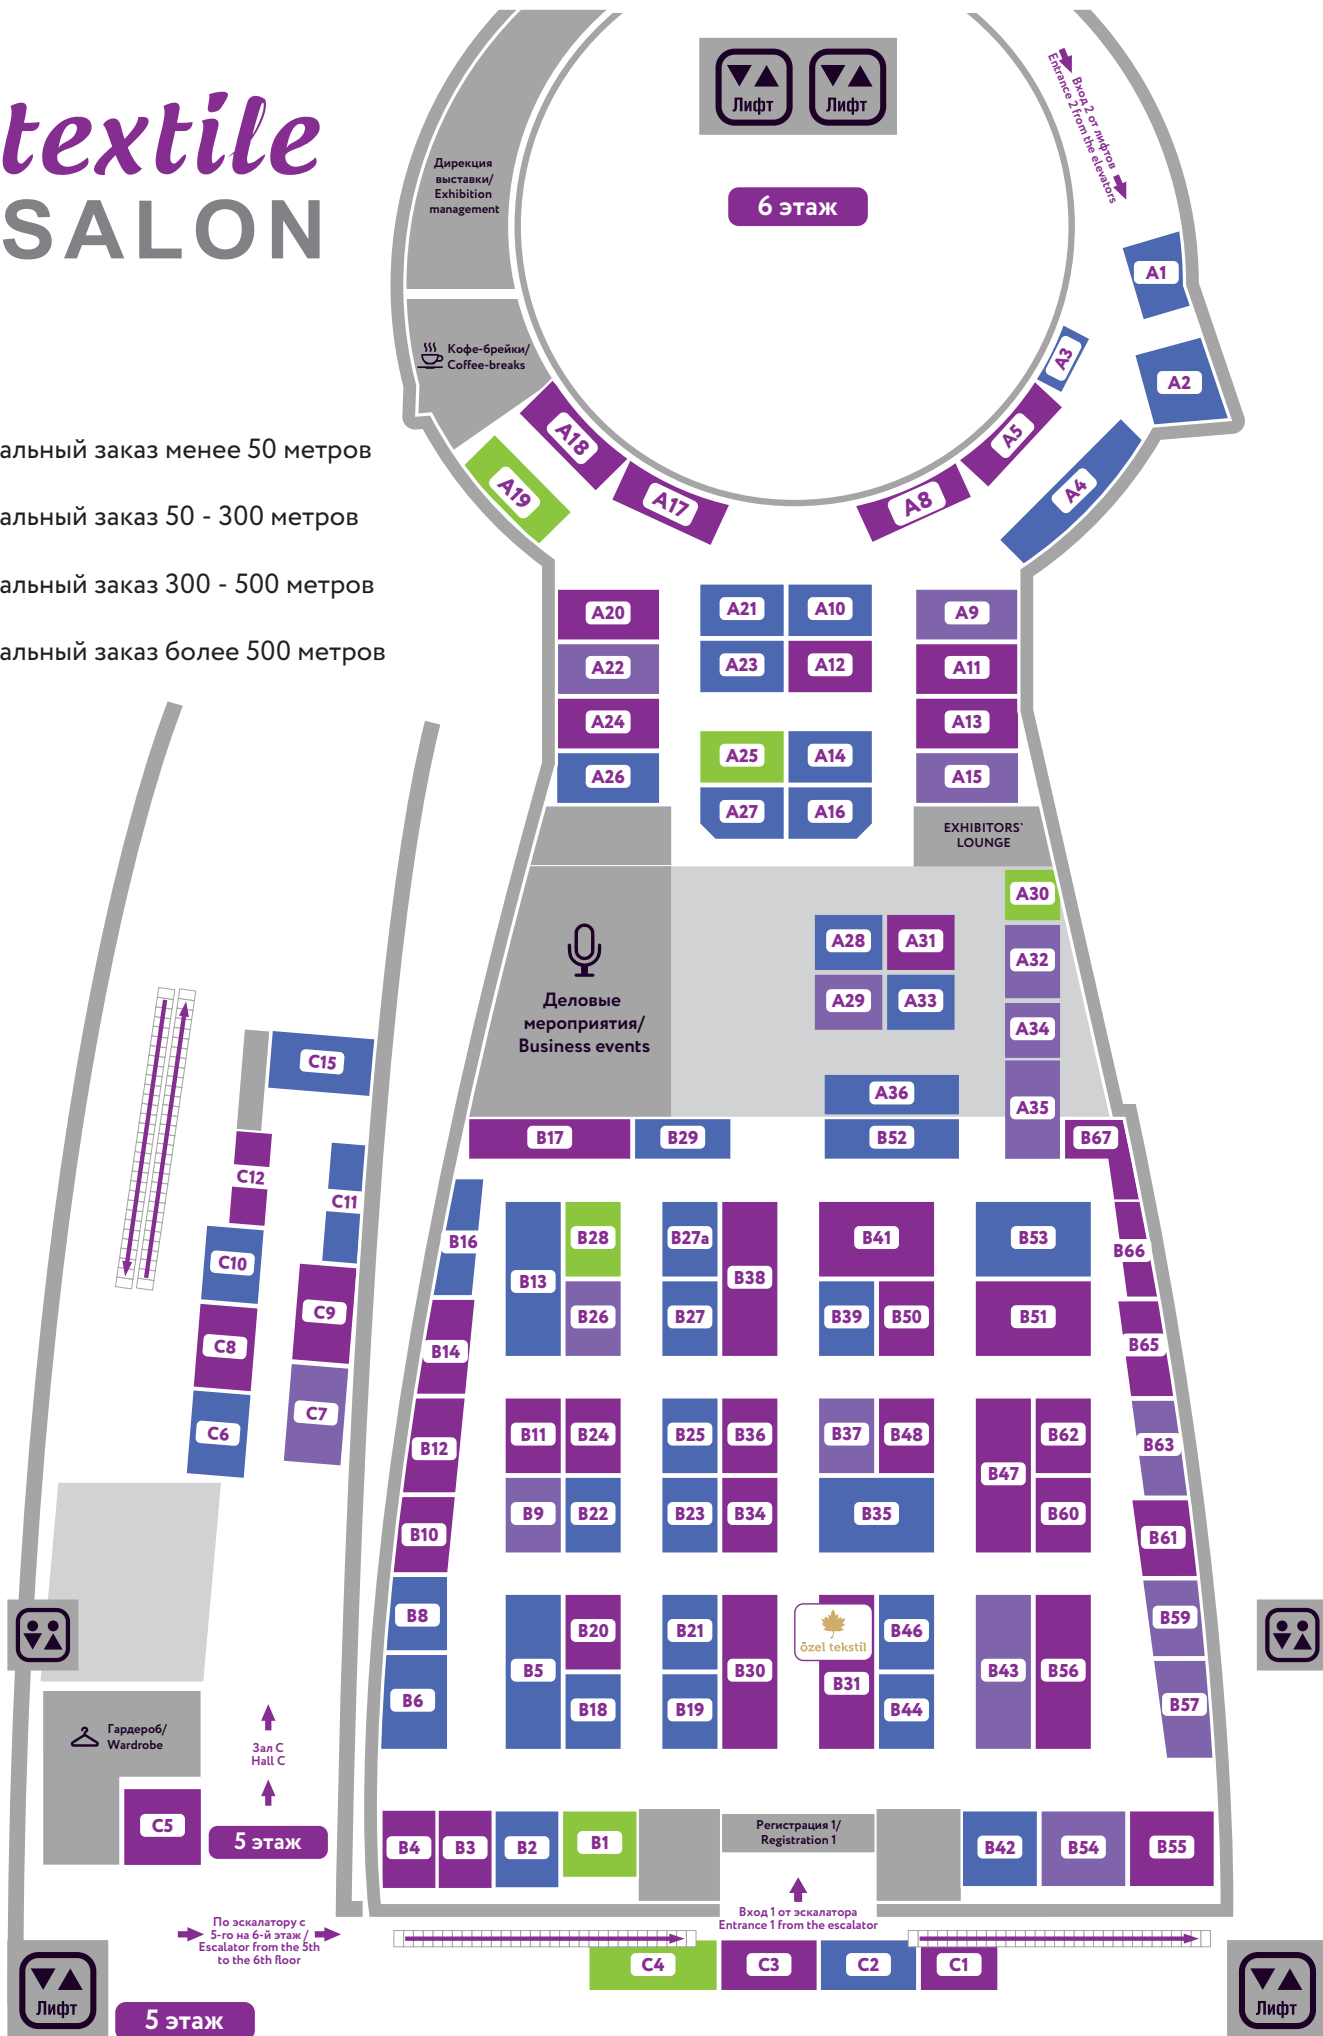 textile
SALON
Лифт
Лифт
6 этаж
Вход 2 от лифтов
Entrance 2 from the elevators
Дирекция
выставки/
Exhibition
management
Кофе-брейки/
Coffee-breaks
альный заказ менее 50 метров
альный заказ 50 - 300 метров
альный заказ 300 - 500 метров
альный заказ более 500 метров
A1
A2
A3
A4
A5
A8
A17
A18
A19
A20
A21
A10
A9
A22
A23
A12
A11
A24
A13
A26
A25
A14
A15
A27
A16
EXHIBITORS`
LOUNGE
A30
A28
A31
A32
A29
A33
A34
A35
A36
Деловые
мероприятия/
Business events
B17
B29
B52
B67
C15
C12
C11
C10
C9
C8
C7
C6
B16
B13
B28
B27a
B38
B41
B53
B66
B26
B27
B39
B50
B51
B65
B14
B12
B11
B24
B25
B36
B37
B48
B47
B62
B63
B10
B9
B22
B23
B34
B35
B60
B61
B8
B20
B21
özel tekstil
B46
B59
B6
B5
B30
B31
B43
B56
B18
B19
B44
B57
Гардероб/
Wardrobe
Зал C
Hall C
C5
5 этаж
B4
B3
B2
B1
Регистрация 1/
Registration 1
B42
B54
B55
Вход 1 от эскалатора
Entrance 1 from the escalator
По эскалатору с
5-го на 6-й этаж /
Escalator from the 5th
to the 6th floor
C4
C3
C2
C1
Лифт
5 этаж
Лифт